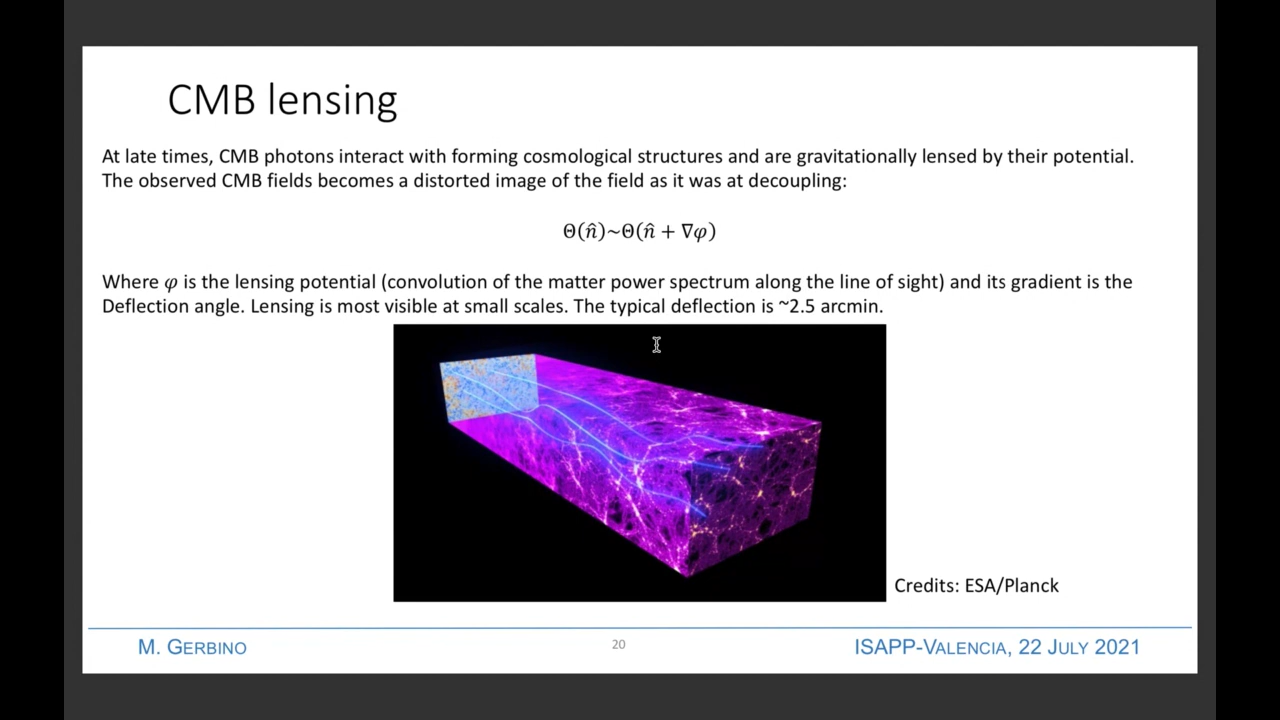 CMB lensing
At late times, CMB photons interact with forming cosmological structures and are gravitationally lensed by their potential.
The observed CMB fields becomes a distorted image of the field as it was at decoupling:
Θ(n̂)~Θ(n̂ + ∇φ)
Where φ is the lensing potential (convolution of the matter power spectrum along the line of sight) and its gradient is the
Deflection angle. Lensing is most visible at small scales. The typical deflection is ~2.5 arcmin.
Credits: ESA/Planck
M. GERBINO
20
ISAPP-VALENCIA, 22 JULY 2021